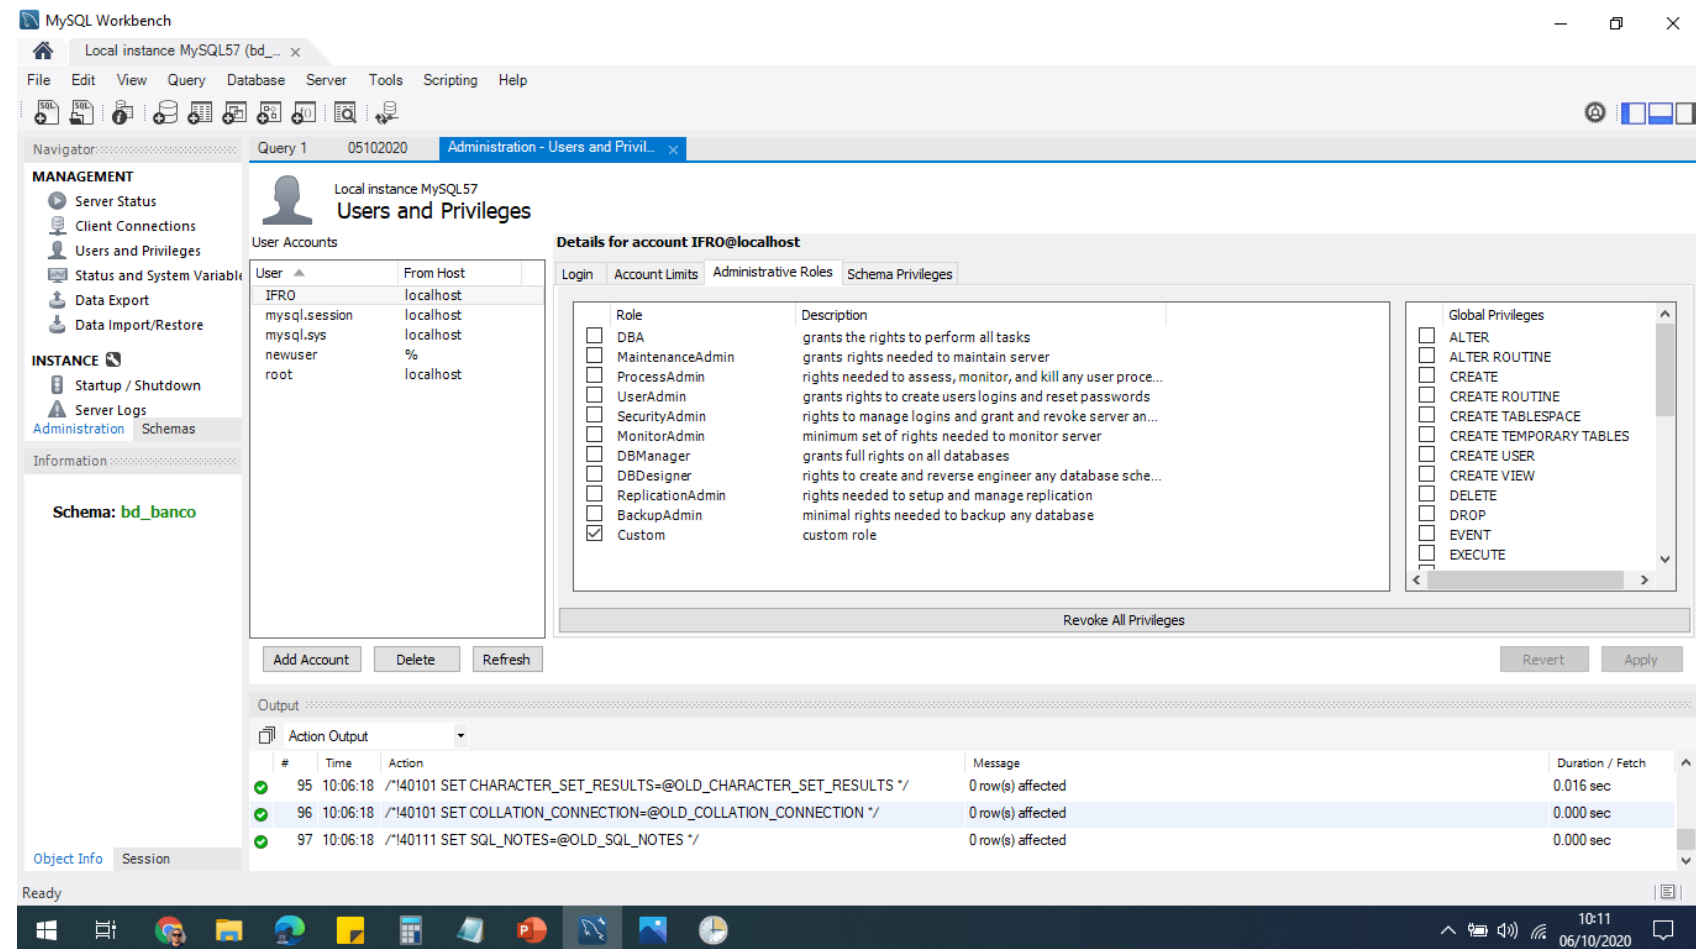 MySQL Workbench
Local instance MySQL57 (bd_...
File Edit View Query Database Server Tools Scripting Help
Navigator
MANAGEMENT
Server Status
Client Connections
Users and Privileges
Status and System Variable
Data Export
Data Import/Restore
INSTANCE
Startup / Shutdown
Server Logs
Administration Schemas
Information
Schema: bd_banco
Object Info Session
Query 1 05102020 Administration - Users and Privil...
Local instance MySQL57
Users and Privileges
User Accounts
User From Host
IFRO localhost
mysql.session localhost
mysql.sys localhost
newuser %
root localhost
Add Account Delete Refresh
Details for account IFRO@localhost
Login Account Limits Administrative Roles Schema Privileges
Role Description
DBA grants the rights to perform all tasks
MaintenanceAdmin grants rights needed to maintain server
ProcessAdmin rights needed to assess, monitor, and kill any user proce...
UserAdmin grants rights to create users logins and reset passwords
SecurityAdmin rights to manage logins and grant and revoke server an...
MonitorAdmin minimum set of rights needed to monitor server
DBManager grants full rights on all databases
DBDesigner rights to create and reverse engineer any database sche...
ReplicationAdmin rights needed to setup and manage replication
BackupAdmin minimal rights needed to backup any database
Custom custom role
Global Privileges
ALTER
ALTER ROUTINE
CREATE
CREATE ROUTINE
CREATE TABLESPACE
CREATE TEMPORARY TABLES
CREATE USER
CREATE VIEW
DELETE
DROP
EVENT
EXECUTE
Revoke All Privileges
Revert Apply
Output
Action Output
# Time Action Message Duration / Fetch
95 10:06:18 /*!40101 SET CHARACTER_SET_RESULTS=@OLD_CHARACTER_SET_RESULTS */ 0 row(s) affected 0.016 sec
96 10:06:18 /*!40101 SET COLLATION_CONNECTION=@OLD_COLLATION_CONNECTION */ 0 row(s) affected 0.000 sec
97 10:06:18 /*!40111 SET SQL_NOTES=@OLD_SQL_NOTES */ 0 row(s) affected 0.000 sec
Ready
10:11
06/10/2020